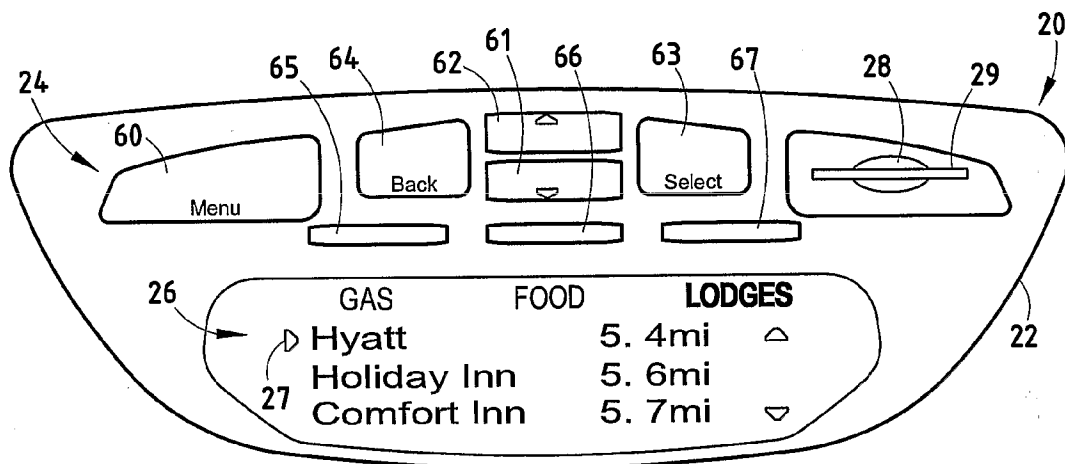 20
61
64
62
66
67
65
63
28
29
24
60
Back
Select
Menu
26
GAS FOOD LODGES
Hyatt 5. 4mi
22
27
Holiday Inn 5. 6mi
Comfort Inn 5. 7mi